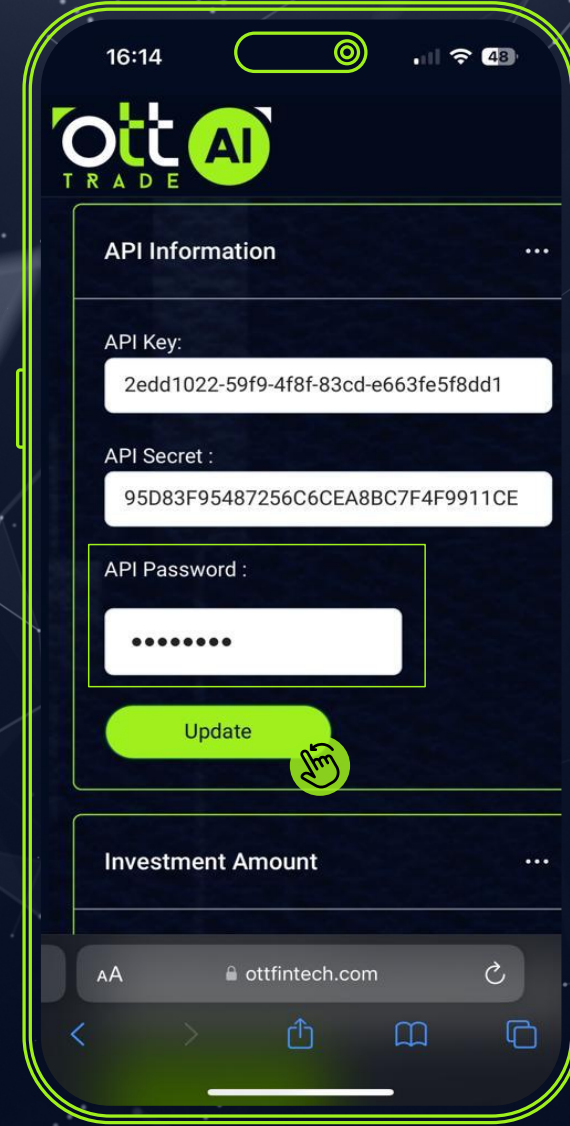 16:14
48
ott AI
TRADE
API Information
API Key:
2edd1022-59f9-4f8f-83cd-e663fe5f8dd1
API Secret :
95D83F95487256C6CEA8BC7F4F9911CE
API Password :
••••••••
Update
Investment Amount
AA
ottfintech.com